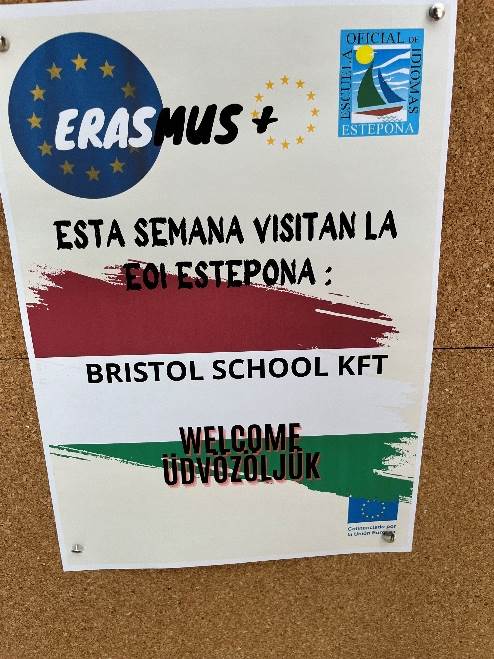 ERASMUS +
ESCUELA OFICIAL DE IDIOMAS
ESTEPONA
ESTA SEMANA VISITAN LA
EOI ESTEPONA :
BRISTOL SCHOOL KFT
WELCOME
ÜDVÖZÖLJÜK
Cofinanciado por
la Unión Europea